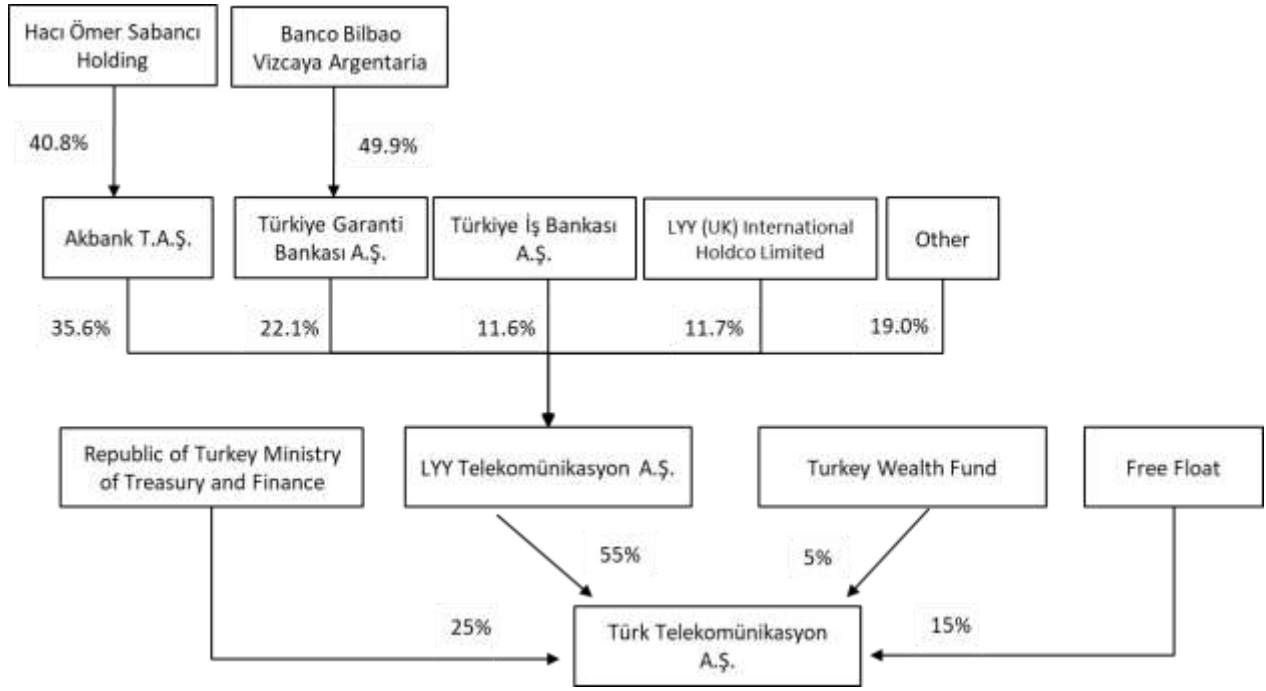 Hacı Ömer Sabancı
Holding
Banco Bilbao
Vizcaya Argentaria
40.8%
49.9%
Akbank T.A.Ş.
Türkiye Garanti
Bankası A.Ş.
Türkiye İş Bankası
A.Ş.
LYY (UK) International
Holdco Limited
Other
35.6%
22.1%
11.6%
11.7%
19.0%
Republic of Turkey Ministry
of Treasury and Finance
LYY Telekomünikasyon A.Ş.
Turkey Wealth Fund
Free Float
55%
5%
25%
15%
Türk Telekomünikasyon
A.Ş.